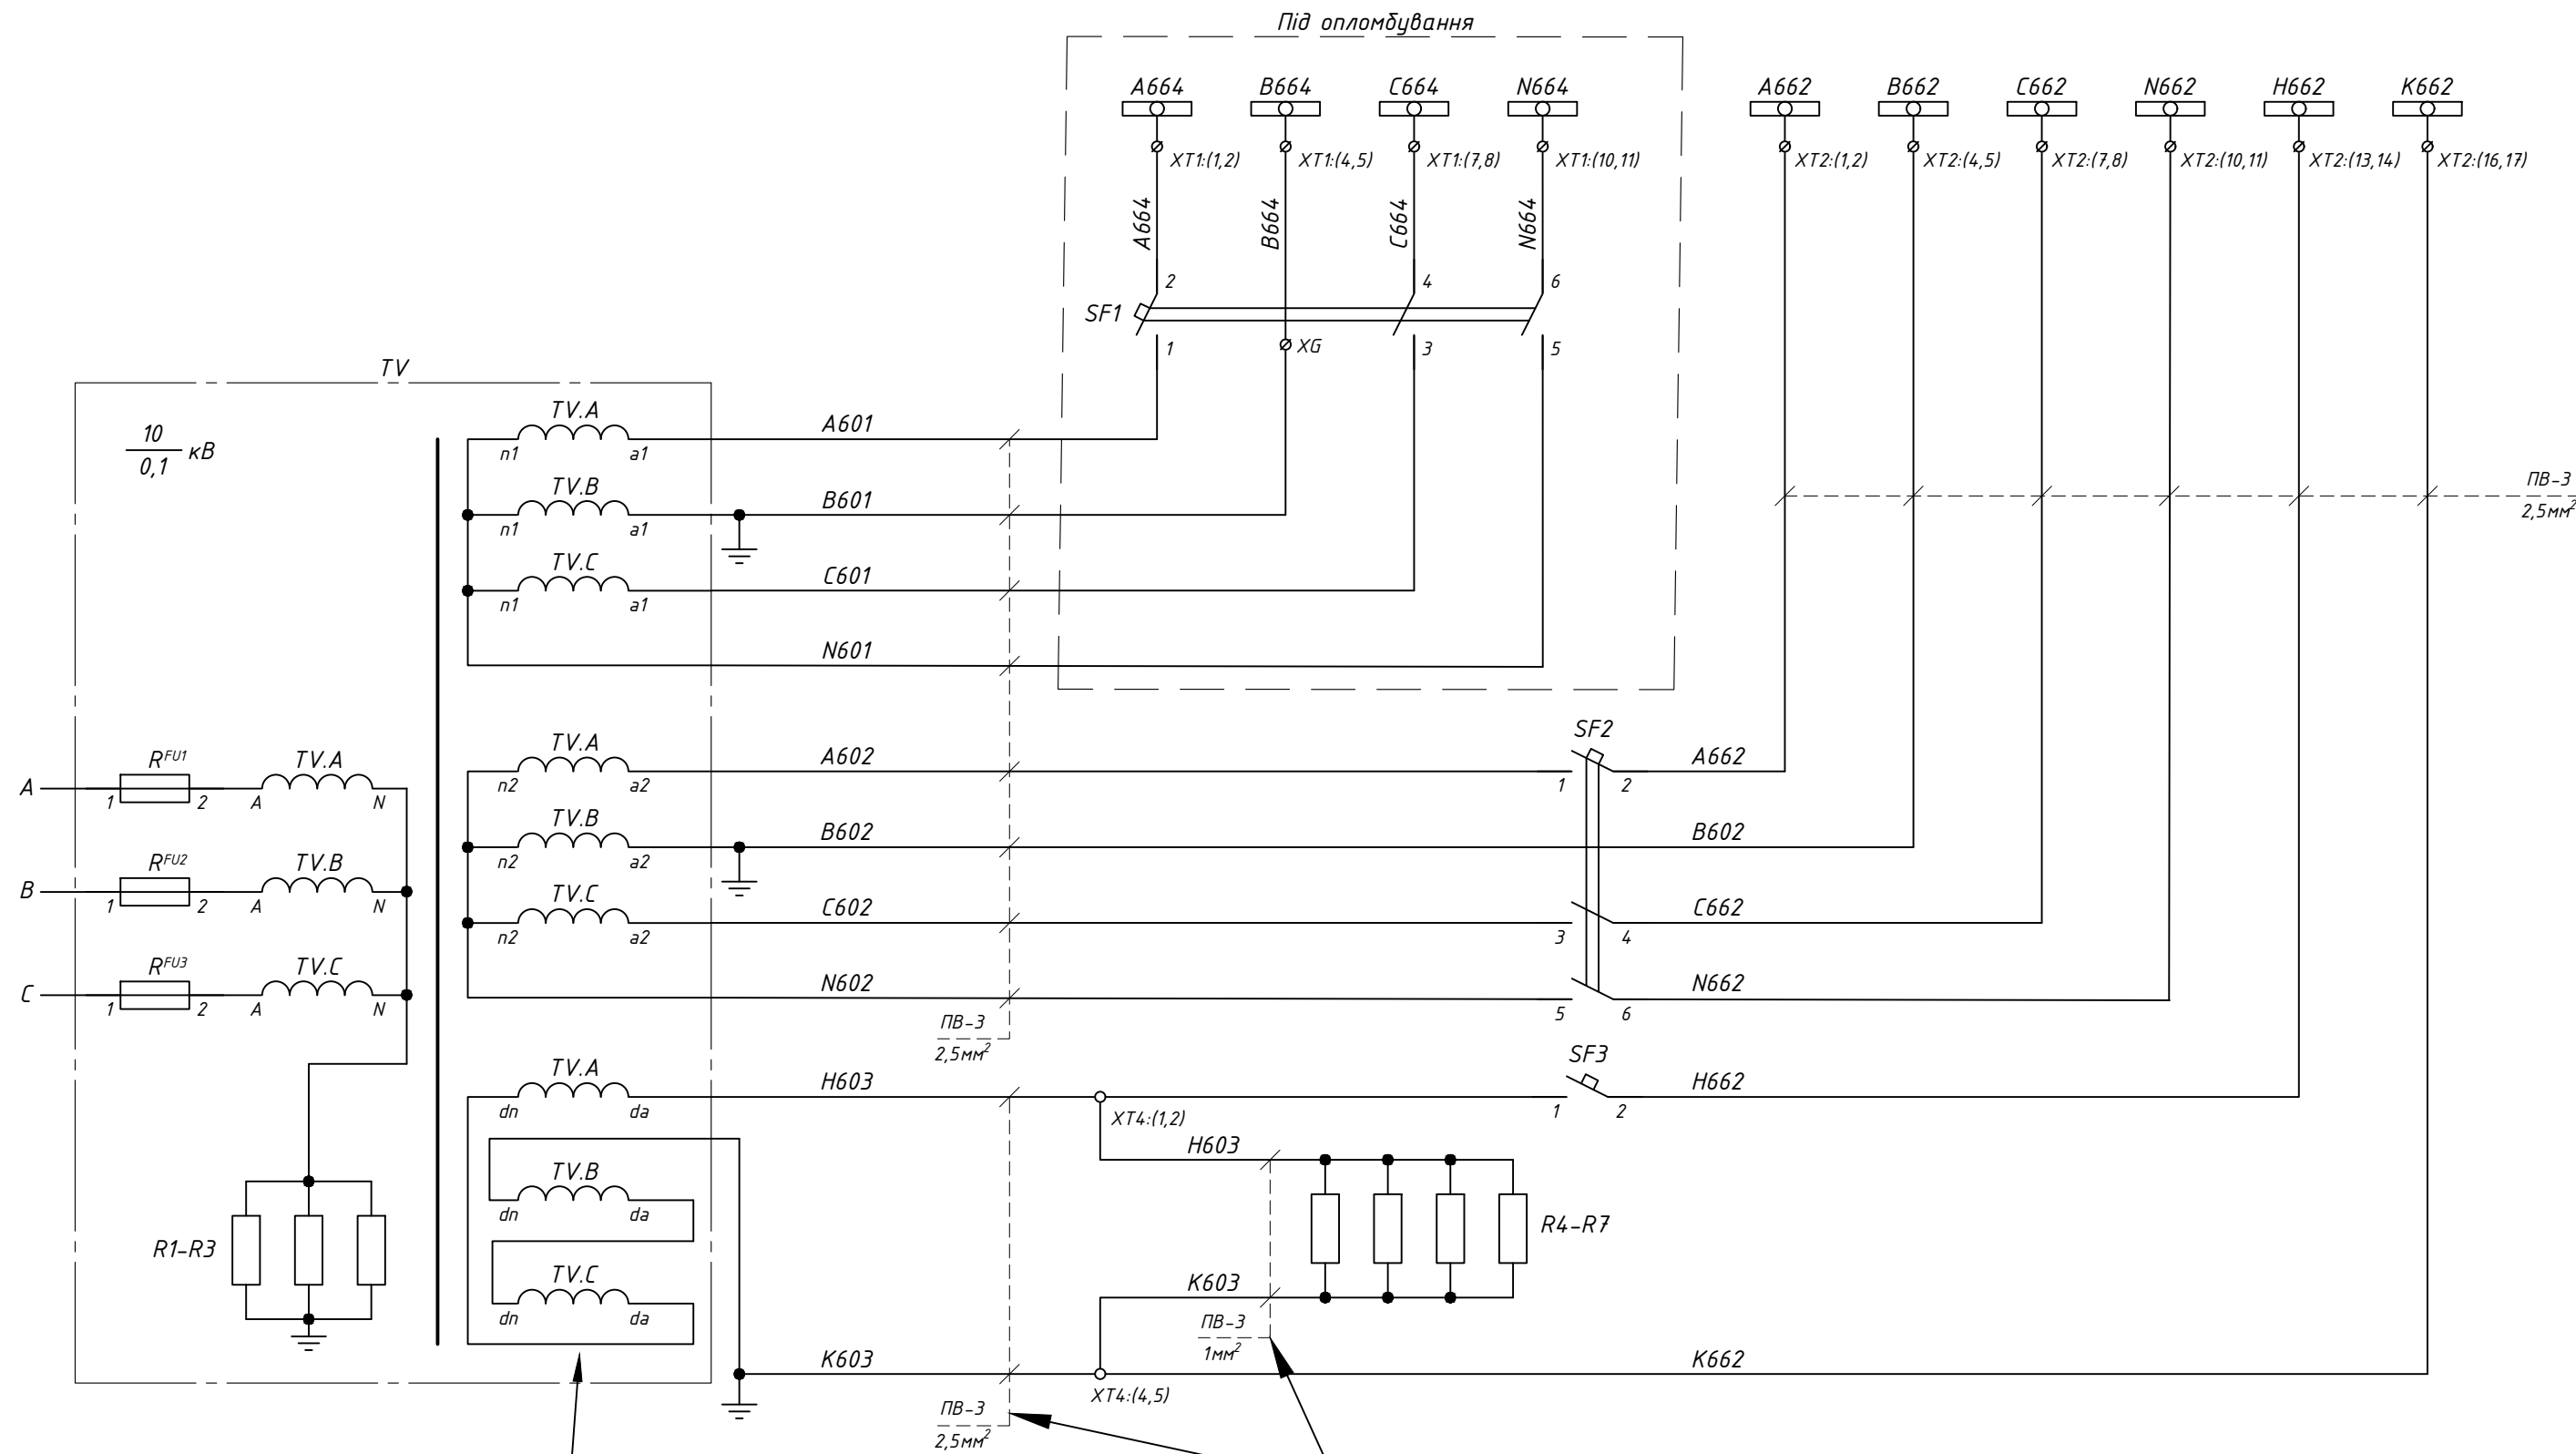 Під опломбування
A664 B664 C664 N664 A662 B662 C662 N662 H662 K662
XT1:(1,2) XT1:(4,5) XT1:(7,8) XT1:(10,11) XT2:(1,2) XT2:(4,5) XT2:(7,8) XT2:(10,11) XT2:(13,14) XT2:(16,17)
A664 B664 C664 N664
2 4 6
SF1
1 XG 3 5
TV
10
0,1
кВ
TV.A A601
n1 a1
TV.B B601
n1 a1
TV.C C601
n1 a1
N601
ПВ-3
2,5мм²
SF2
TV.A A602 A662
n2 a2 1 2
TV.B B602 B602
n2 a2
TV.C C602 C662
n2 a2 3 4
N602 N662
5 6
A
R FU1 TV.A
1 2 A N
B
R FU2 TV.B
1 2 A N
C
R FU3 TV.C
1 2 A N
ПВ-3
2,5мм²
SF3
TV.A H603 H662
dn da 1 2
XT4:(1,2)
H603
TV.B
dn da
R1-R3
R4-R7
TV.C
dn da
K603
ПВ-3
1мм²
K603 K662
XT4:(4,5)
ПВ-3
2,5мм²